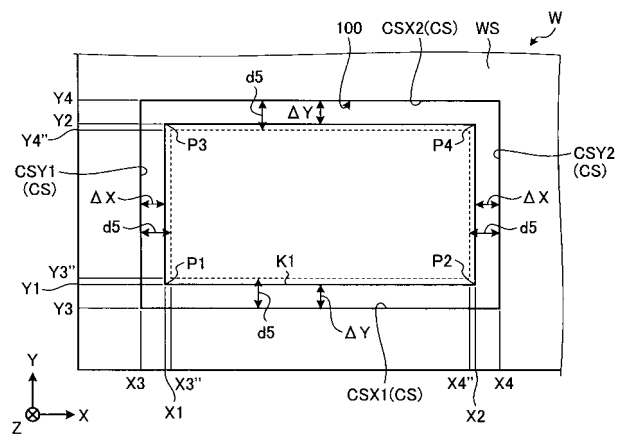 CSX2(CS)
W
100
WS
d5
Y4
ΔY
Y2
Y4"
P3
P4
CSY1
(CS)
CSY2
(CS)
ΔX
ΔX
d5
d5
Y3"
P1
K1
P2
Y1
Y3
d5
ΔY
Y
X3
X3"
X4"
X4
CSX1(CS)
X1
X2
Z
X